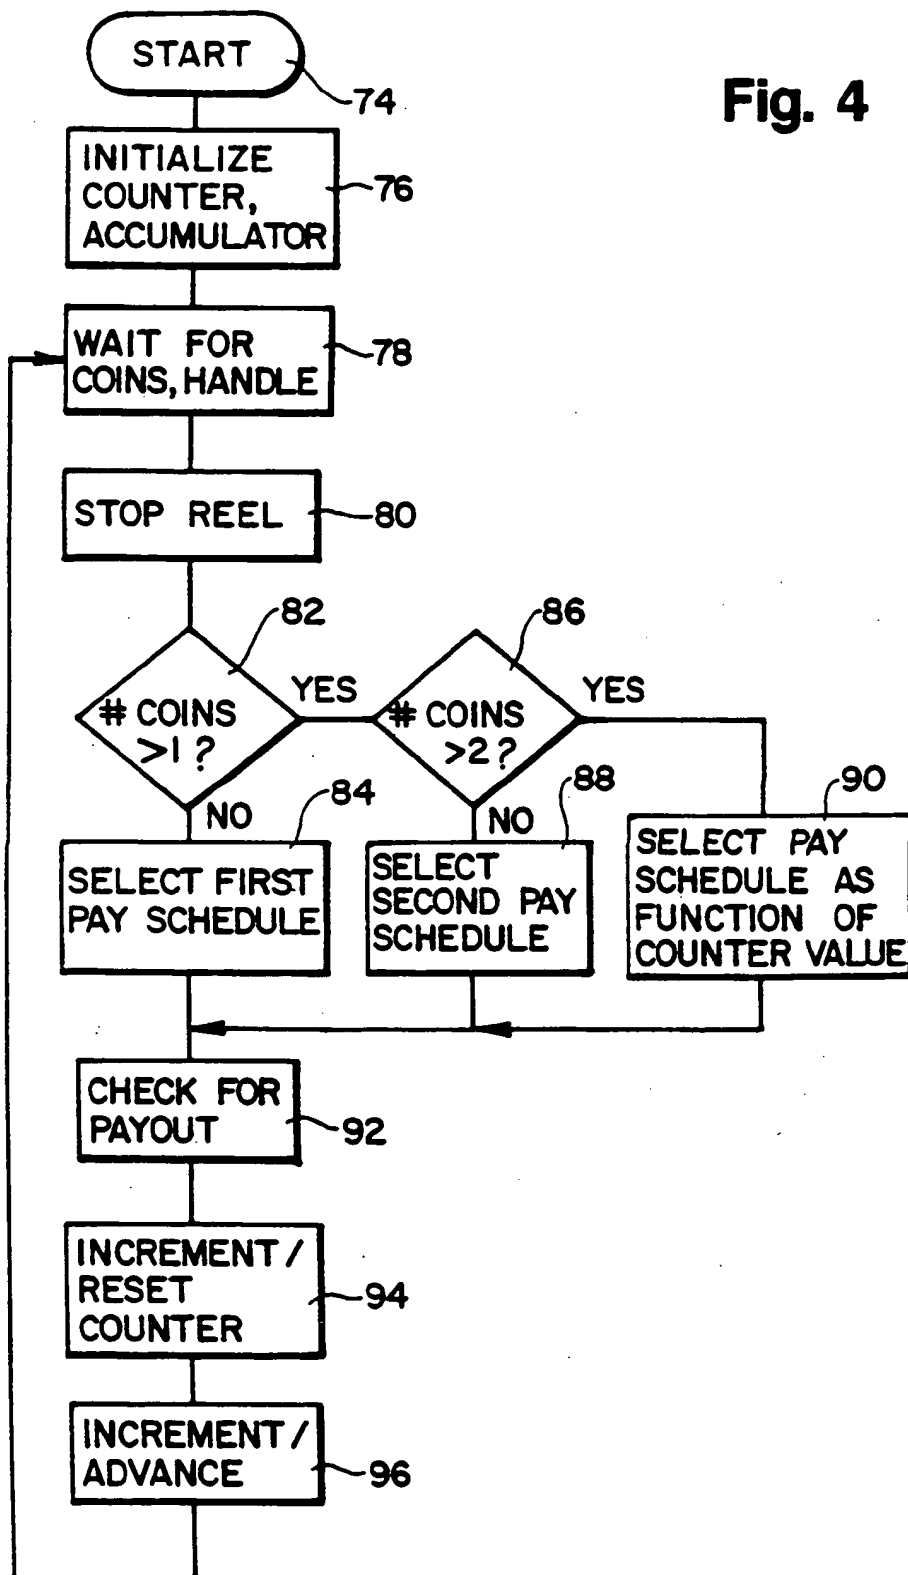 START
74
Fig. 4
INITIALIZE
COUNTER,
ACCUMULATOR
76
WAIT FOR
COINS, HANDLE
78
STOP REEL
80
82
# COINS
>1 ?
YES
NO
86
# COINS
>2 ?
YES
NO
84
SELECT FIRST
PAY SCHEDULE
88
SELECT
SECOND PAY
SCHEDULE
90
SELECT PAY
SCHEDULE AS
FUNCTION OF
COUNTER VALUE
CHECK FOR
PAYOUT
92
INCREMENT /
RESET
COUNTER
94
INCREMENT /
ADVANCE
96